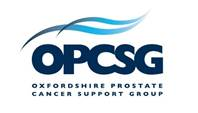 OPCSG
OXFORDSHIRE PROSTATE
CANCER SUPPORT GROUP